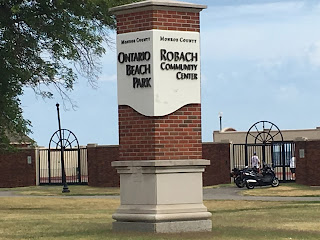 Monroe County
Ontario
Beach
Park
Monroe County
Robach
Community
Center